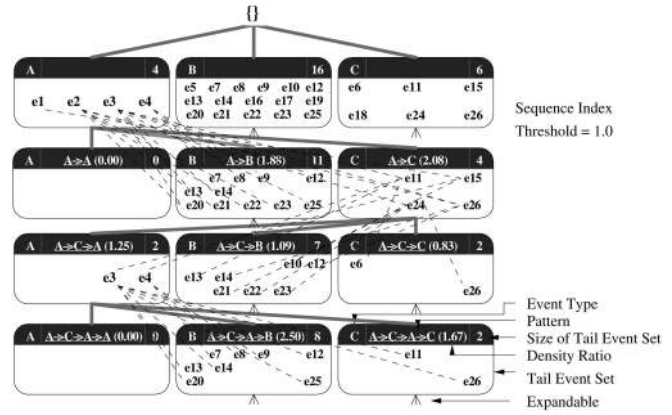 {}
A 4
B 16
C 6
e1 e2 e3 e4
e5 e7 e8 e9 e10 e12
e13 e14 e16 e17 e19
e20 e21 e22 e23 e25
e6 e11 e15
e18 e24 e26
Sequence Index
Threshold = 1.0
A A->A (0.00) 0
B A->B (1.88) 11
C A->C (2.08) 4
e7 e8 e9 e12
e13 e14
e20 e21 e22 e23 e25
e11 e15
e24 e26
A A->C->A (1.25) 2
B A->C->B (1.09) 7
C A->C->C (0.83) 2
e3 e4
e10 e12
e13 e14
e21 e22 e23
e6
e26
Event Type
Pattern
Size of Tail Event Set
Density Ratio
Tail Event Set
Expandable
A A->C->A->A (0.00) 0
B A->C->A->B (2.50) 8
C A->C->A->C (1.67) 2
e7 e8 e9 e12
e13 e14
e20 e25
e11
e26